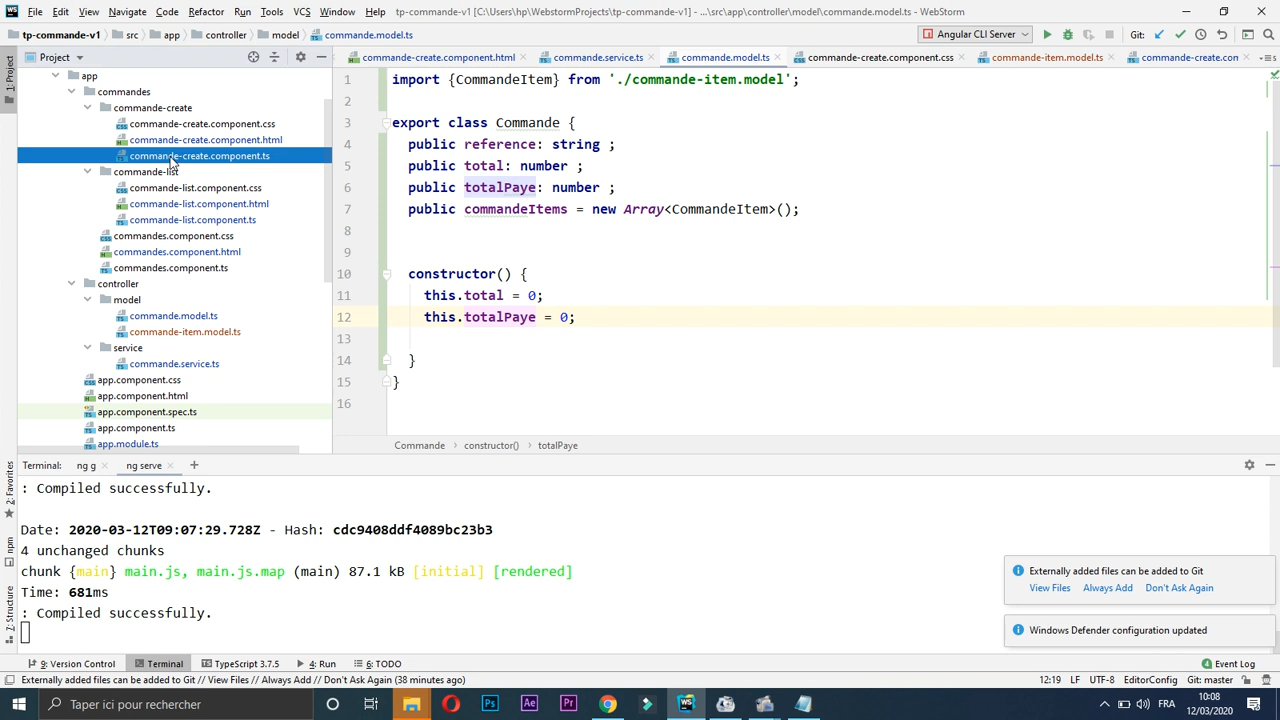 File Edit View Navigate Code Refactor Run Tools VCS Window Help tp-commande-v1 [C:\Users\hp\WebstormProjects\tp-commande-v1] - ...\src\app\controller\model\commande.model.ts - WebStorm
tp-commande-v1 src app controller model commande.model.ts Angular CLI Server Git:
Project commande-create.component.html commande.service.ts commande.model.ts commande-create.component.css commande-item.model.ts commande-create.com
1: Project
app
commandes
commande-create
commande-create.component.css
commande-create.component.html
commande-create.component.ts
commande-list
commande-list.component.css
commande-list.component.html
commande-list.component.ts
commandes.component.css
commandes.component.html
commandes.component.ts
controller
model
commande.model.ts
commande-item.model.ts
service
commande.service.ts
app.component.css
app.component.html
app.component.spec.ts
app.component.ts
app.module.ts
1 import {CommandeItem} from './commande-item.model';
2
3 export class Commande {
4 public reference: string ;
5 public total: number ;
6 public totalPaye: number ;
7 public commandeItems = new Array<CommandeItem>();
8
9
10 constructor() {
11 this.total = 0;
12 this.totalPaye = 0;
13
14 }
15 }
16
Commande constructor() totalPaye
Terminal: ng g ng serve
: Compiled successfully.
Date: 2020-03-12T09:07:29.728Z - Hash: cdc9408ddf4089bc23b3
4 unchanged chunks
chunk {main} main.js, main.js.map (main) 87.1 kB [initial] [rendered]
Time: 681ms
: Compiled successfully.
2: Favorites
npm
7: Structure
Externally added files can be added to Git
View Files Always Add Don't Ask Again
Windows Defender configuration updated
9: Version Control Terminal TypeScript 3.7.5 4: Run 6: TODO Event Log
Externally added files can be added to Git // View Files // Always Add // Don't Ask Again (38 minutes ago) 12:19 LF UTF-8 EditorConfig Git: master
Taper ici pour rechercher
Ps Ae Pr WS
FRA
10:08
12/03/2020